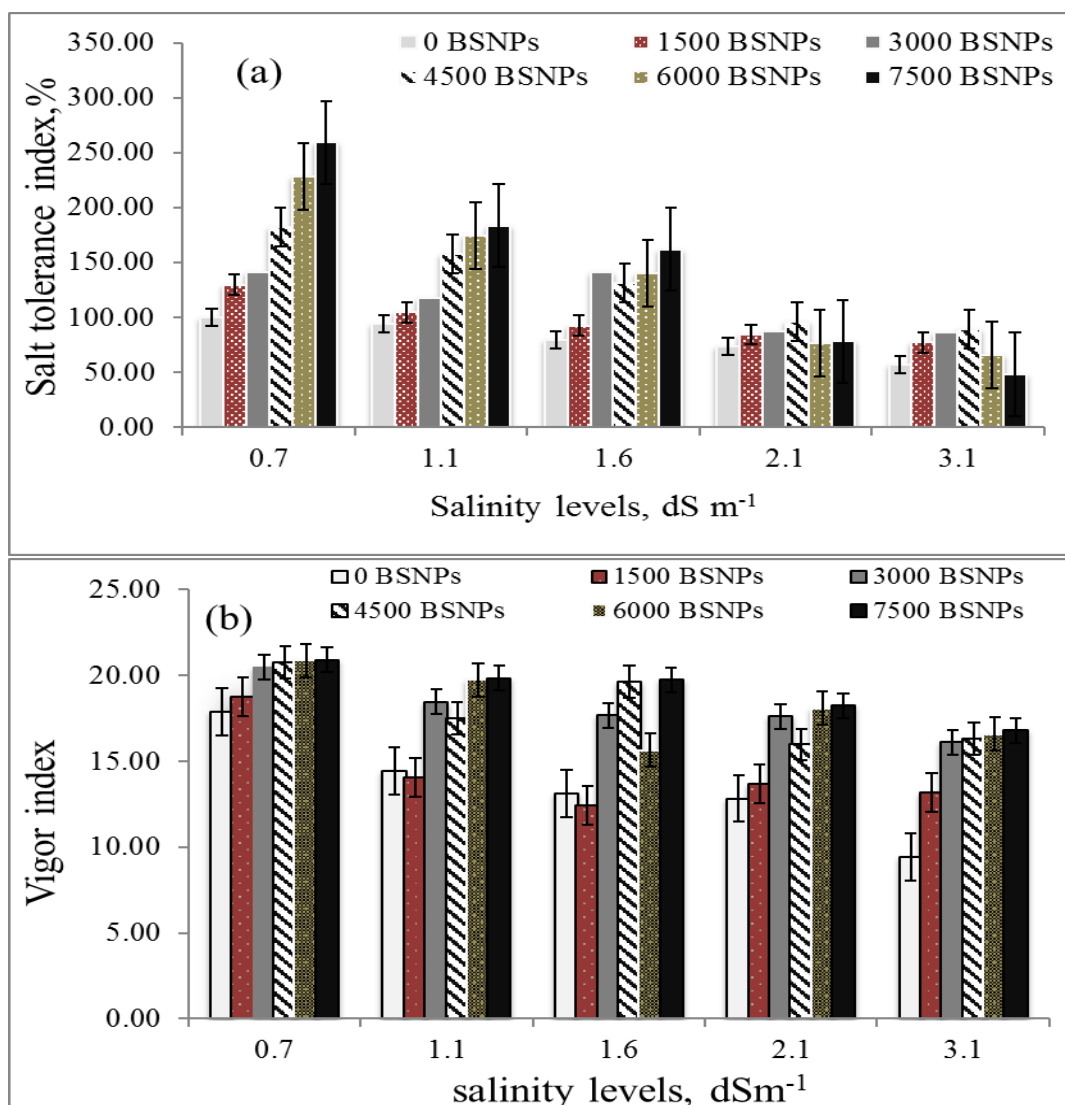 350.00
300.00
250.00
200.00
150.00
100.00
50.00
0.00
Salt tolerance index,%
(a)
0 BSNPs 1500 BSNPs 3000 BSNPs
4500 BSNPs 6000 BSNPs 7500 BSNPs
0.7 1.1 1.6 2.1 3.1
Salinity levels, dS m⁻¹
25.00
20.00
15.00
10.00
5.00
0.00
Vigor index
(b)
0 BSNPs 1500 BSNPs 3000 BSNPs
4500 BSNPs 6000 BSNPs 7500 BSNPs
0.7 1.1 1.6 2.1 3.1
salinity levels, dSm⁻¹